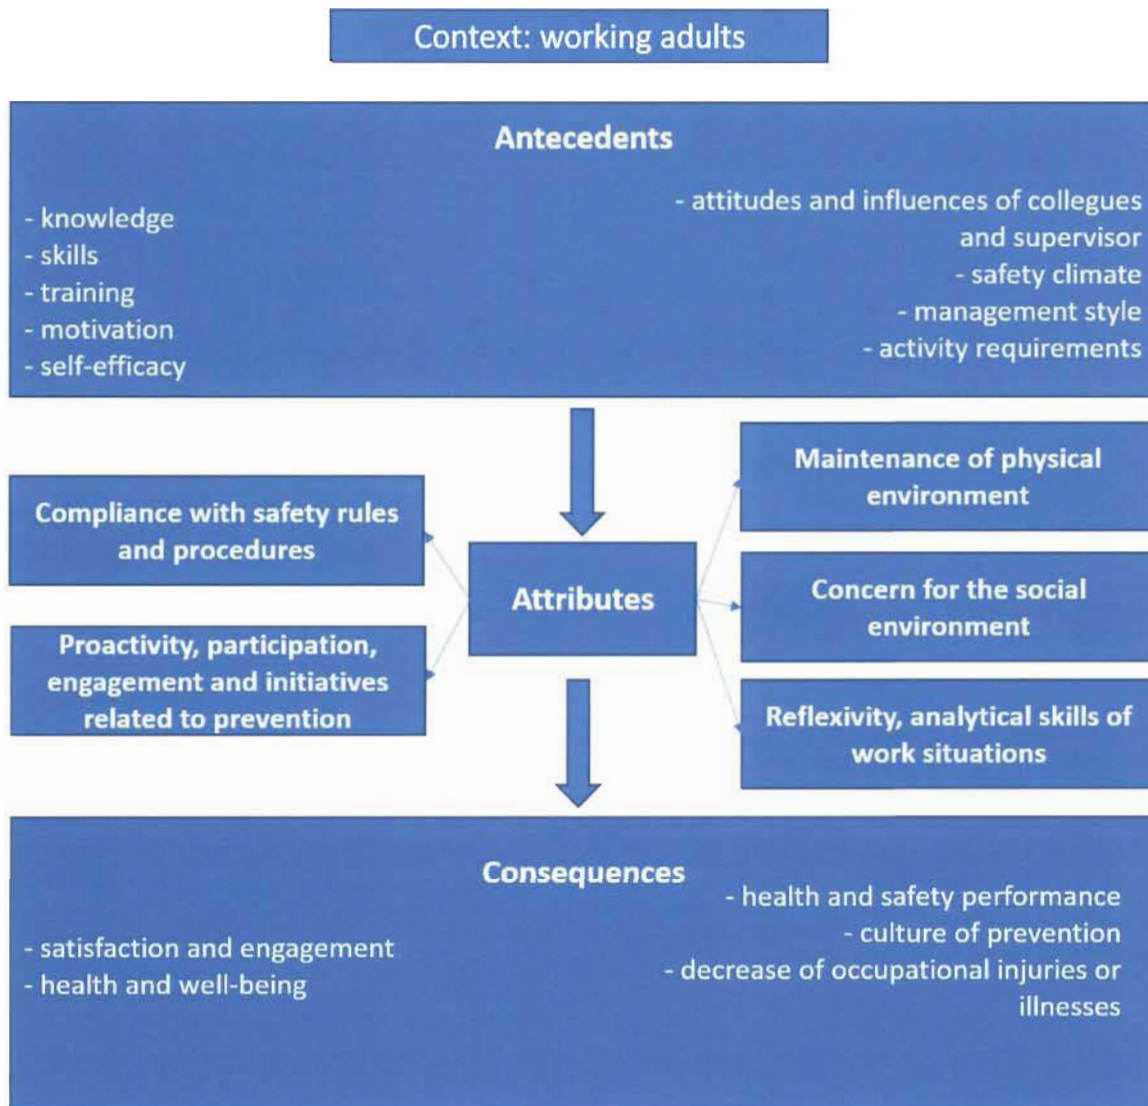 Context: working adults
Antecedents
- knowledge
- skills
- training
- motivation
- self-efficacy
- attitudes and influences of collegues
and supervisor
- safety climate
- management style
- activity requirements
Compliance with safety rules
and procedures
Proactivity, participation,
engagement and initiatives
related to prevention
Attributes
Maintenance of physical
environment
Concern for the social
environment
Reflexivity, analytical skills of
work situations
Consequences
- satisfaction and engagement
- health and well-being
- health and safety performance
- culture of prevention
- decrease of occupational injuries or
illnesses